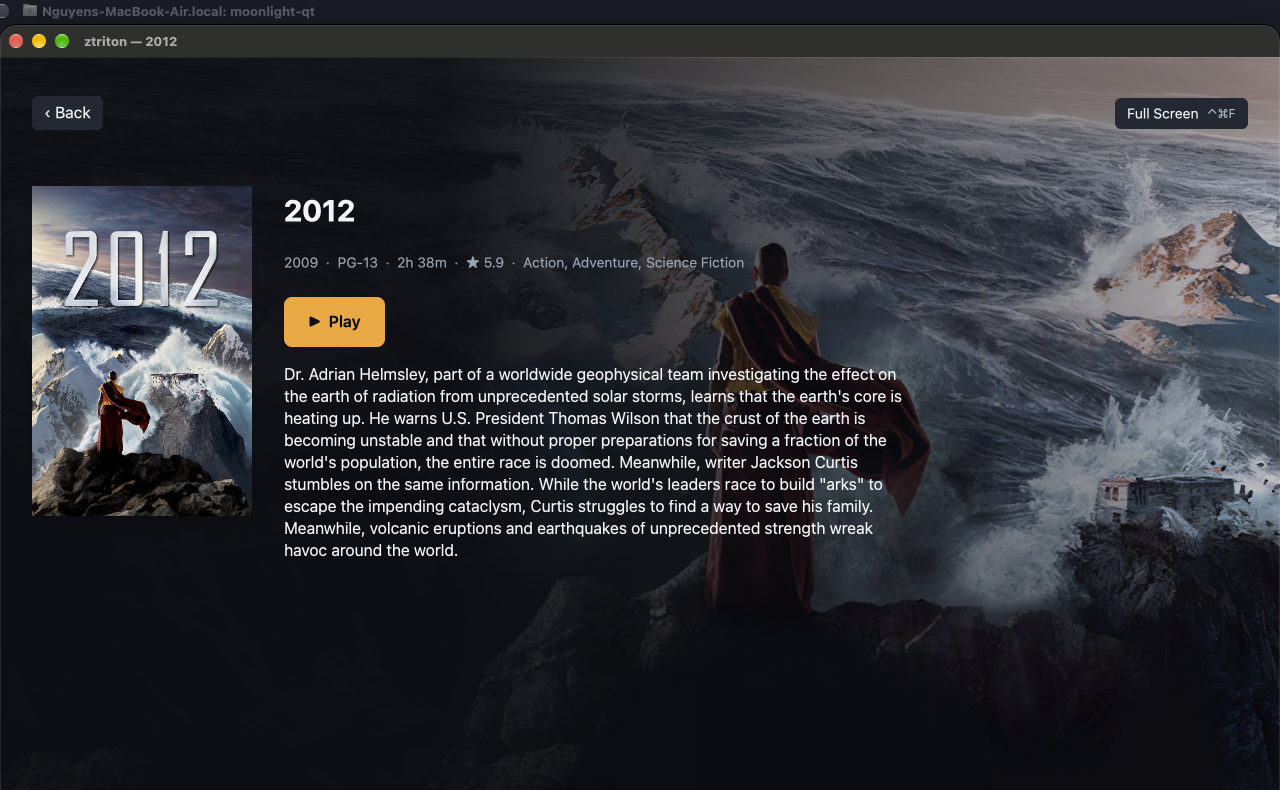 Nguyens-MacBook-Air.local: moonlight-qt
ztriton — 2012
‹ Back
Full Screen ^⌘F
2012
2012
2009 · PG-13 · 2h 38m · ★ 5.9 · Action, Adventure, Science Fiction
▶ Play
Dr. Adrian Helmsley, part of a worldwide geophysical team investigating the effect on
the earth of radiation from unprecedented solar storms, learns that the earth's core is
heating up. He warns U.S. President Thomas Wilson that the crust of the earth is
becoming unstable and that without proper preparations for saving a fraction of the
world's population, the entire race is doomed. Meanwhile, writer Jackson Curtis
stumbles on the same information. While the world's leaders race to build "arks" to
escape the impending cataclysm, Curtis struggles to find a way to save his family.
Meanwhile, volcanic eruptions and earthquakes of unprecedented strength wreak
havoc around the world.